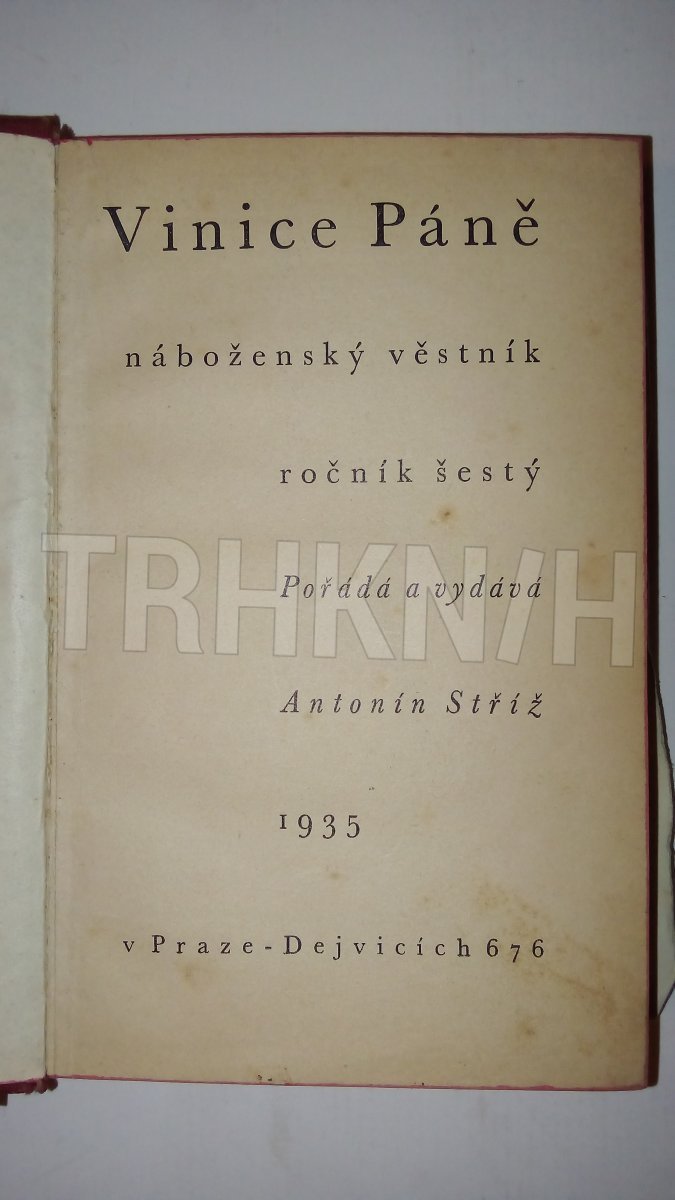 Vinice Páně
náboženský věstník
ročník šestý
TRHKNIH
Pořádá a vydává
Antonín Stříž
1935
v Praze-Dejvicích 676